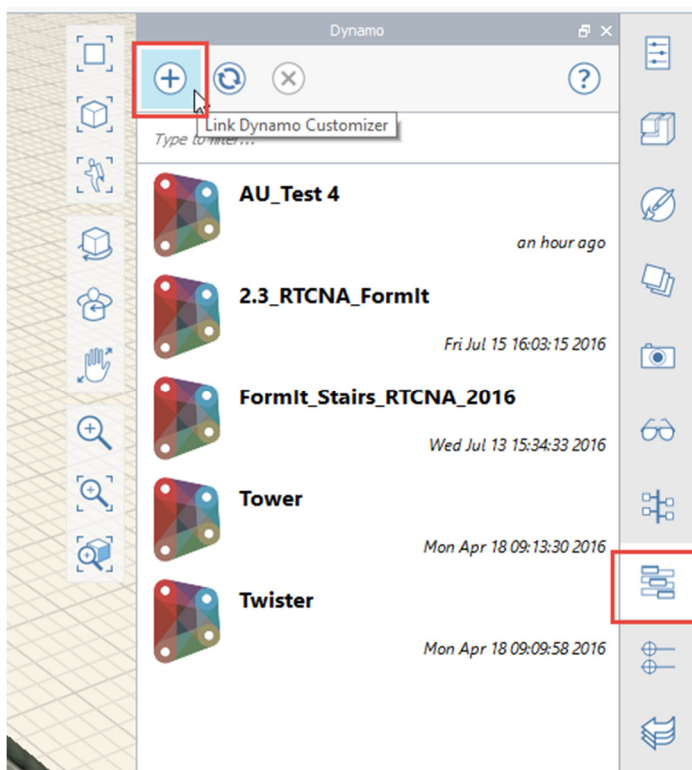 Dynamo
Link Dynamo Customizer
Type to filter...
AU_Test 4
an hour ago
2.3_RTCNA_FormIt
Fri Jul 15 16:03:15 2016
FormIt_Stairs_RTCNA_2016
Wed Jul 13 15:34:33 2016
Tower
Mon Apr 18 09:13:30 2016
Twister
Mon Apr 18 09:09:58 2016